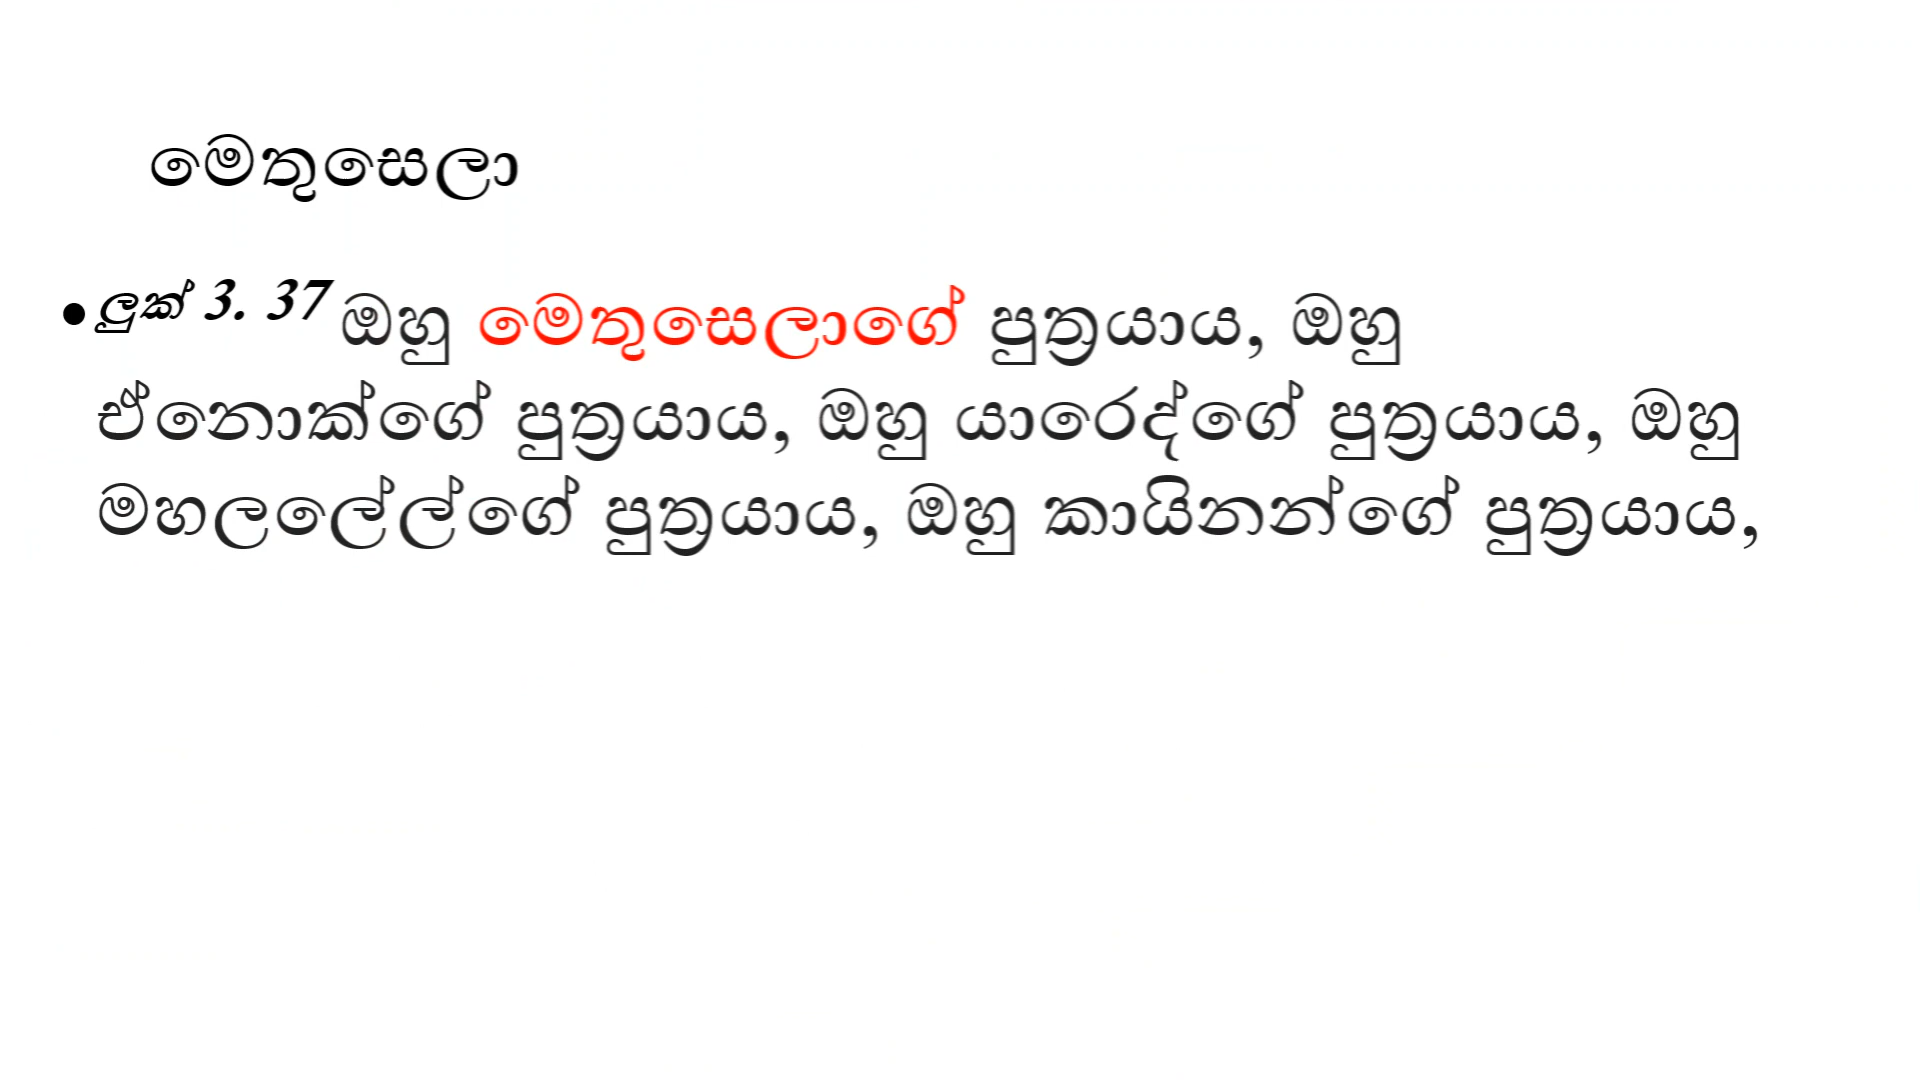 මෙතුසෙලා
• ලුක් 3. 37 ඔහු මෙතුසෙලාගේ පුත්‍රයාය, ඔහු
ඒනොක්ගේ පුත්‍රයාය, ඔහු යාරෙද්ගේ පුත්‍රයාය, ඔහු
මහලලේල්ගේ පුත්‍රයාය, ඔහු කායිනන්ගේ පුත්‍රයාය,